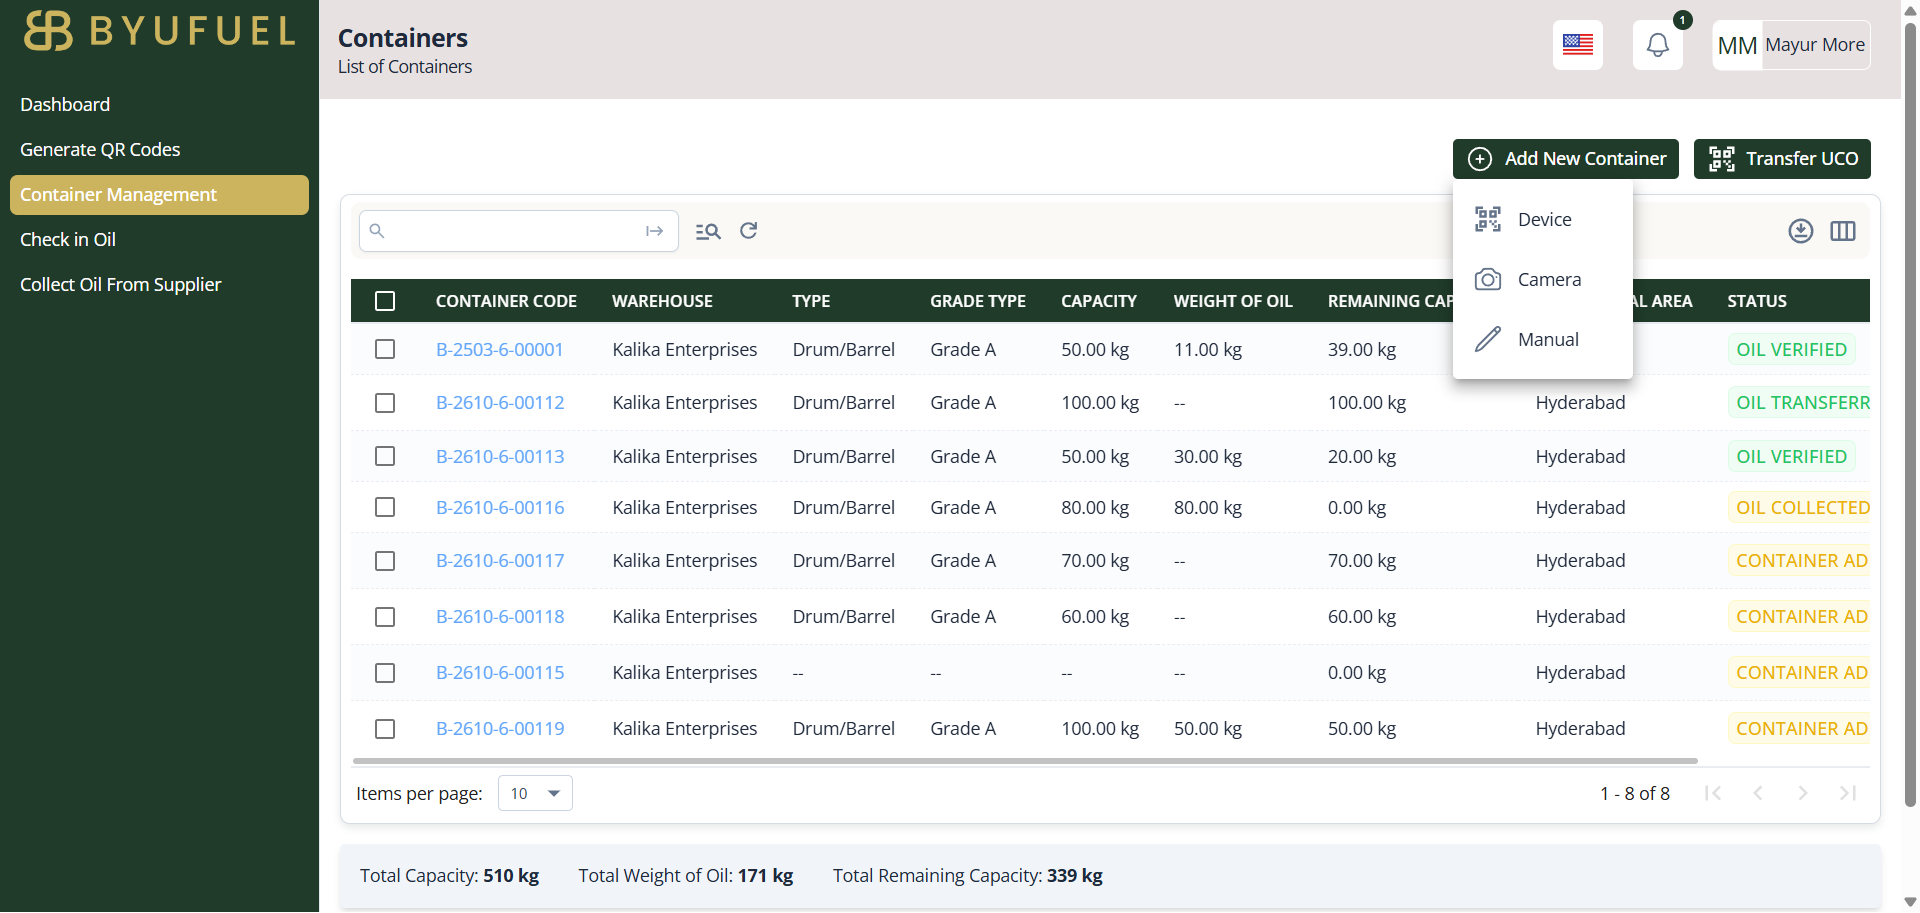 BYUFUEL
Dashboard
Generate QR Codes
Container Management
Check in Oil
Collect Oil From Supplier
Containers
List of Containers
1
MM Mayur More
Add New Container
Transfer UCO
Device
Camera
Manual
CONTAINER CODE WAREHOUSE TYPE GRADE TYPE CAPACITY WEIGHT OF OIL REMAINING CAP AL AREA STATUS
B-2503-6-00001 Kalika Enterprises Drum/Barrel Grade A 50.00 kg 11.00 kg 39.00 kg OIL VERIFIED
B-2610-6-00112 Kalika Enterprises Drum/Barrel Grade A 100.00 kg -- 100.00 kg Hyderabad OIL TRANSFERR
B-2610-6-00113 Kalika Enterprises Drum/Barrel Grade A 50.00 kg 30.00 kg 20.00 kg Hyderabad OIL VERIFIED
B-2610-6-00116 Kalika Enterprises Drum/Barrel Grade A 80.00 kg 80.00 kg 0.00 kg Hyderabad OIL COLLECTED
B-2610-6-00117 Kalika Enterprises Drum/Barrel Grade A 70.00 kg -- 70.00 kg Hyderabad CONTAINER AD
B-2610-6-00118 Kalika Enterprises Drum/Barrel Grade A 60.00 kg -- 60.00 kg Hyderabad CONTAINER AD
B-2610-6-00115 Kalika Enterprises -- -- -- -- 0.00 kg Hyderabad CONTAINER AD
B-2610-6-00119 Kalika Enterprises Drum/Barrel Grade A 100.00 kg 50.00 kg 50.00 kg Hyderabad CONTAINER AD
Items per page: 10
1 - 8 of 8
Total Capacity: 510 kg Total Weight of Oil: 171 kg Total Remaining Capacity: 339 kg